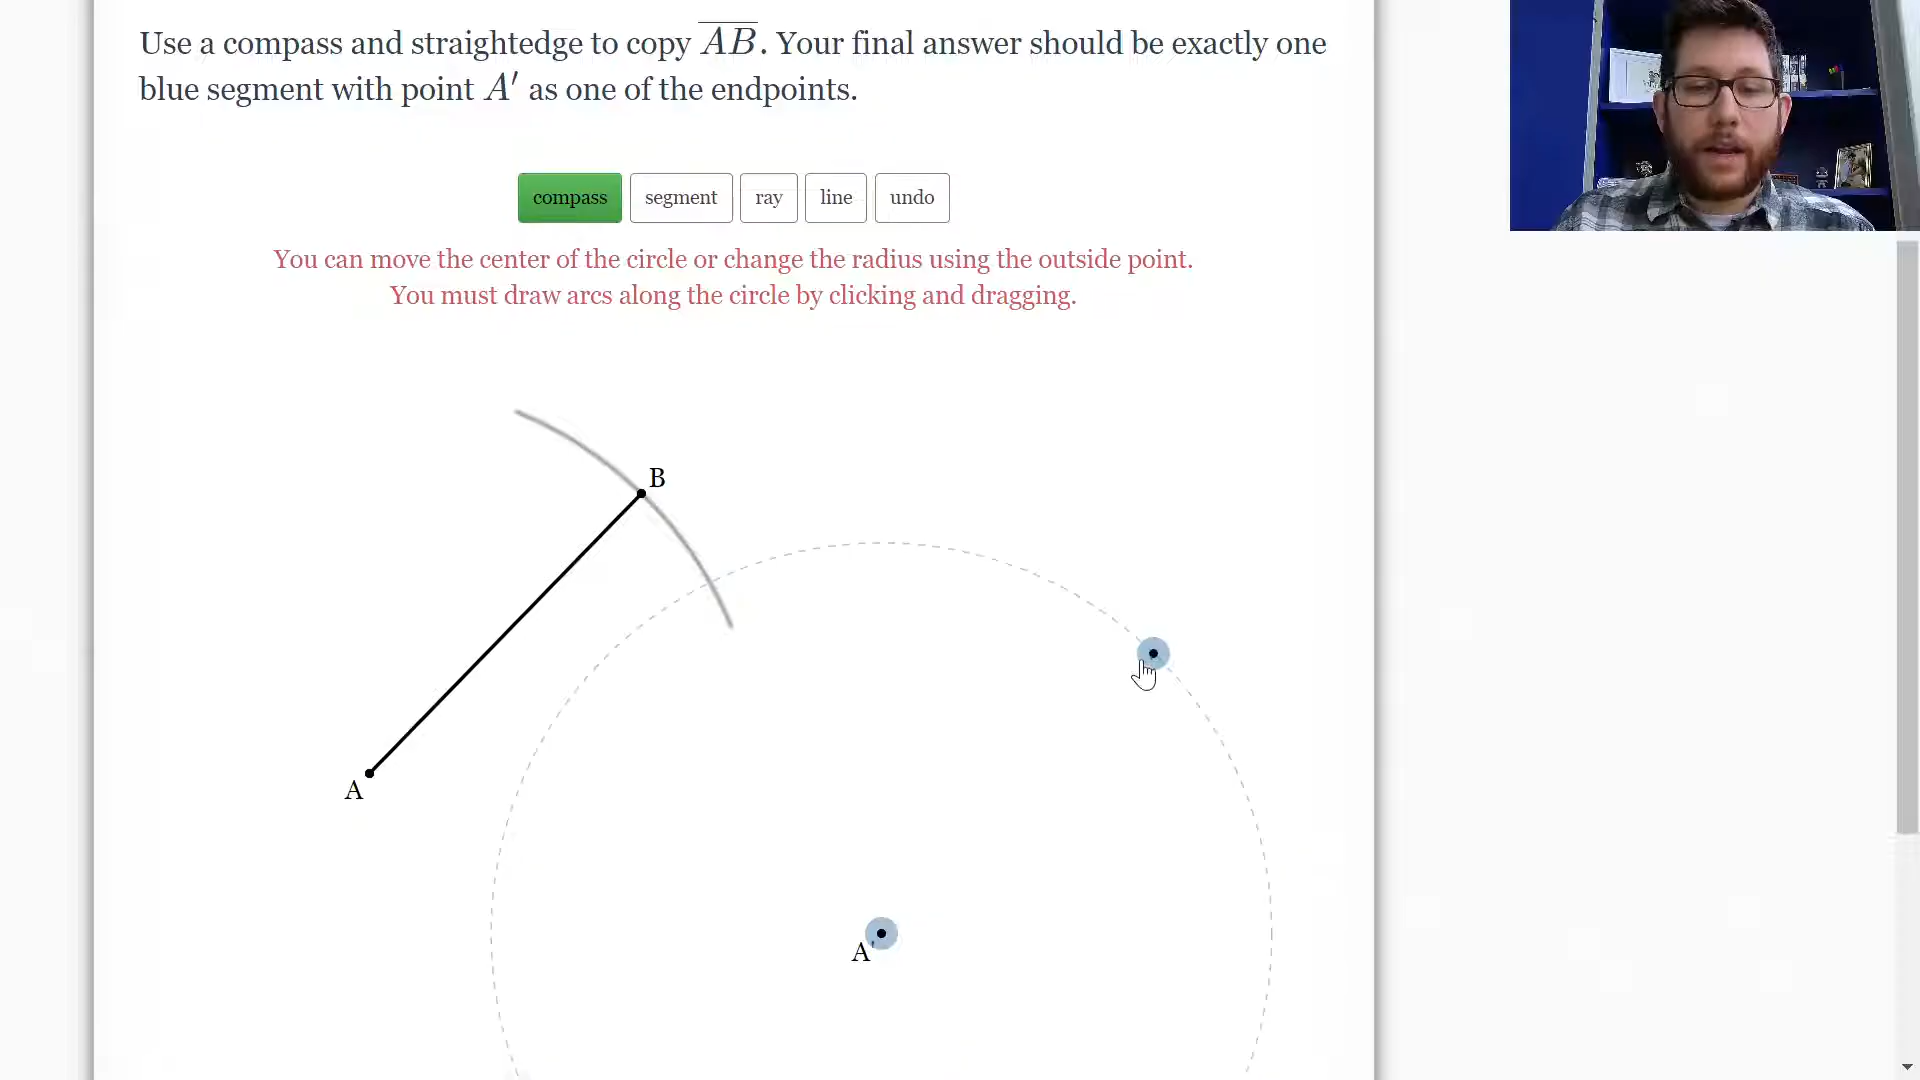 Use a compass and straightedge to copy AB. Your final answer should be exactly one
blue segment with point A′ as one of the endpoints.
compass segment ray line undo
You can move the center of the circle or change the radius using the outside point.
You must draw arcs along the circle by clicking and dragging.
B
A
A'